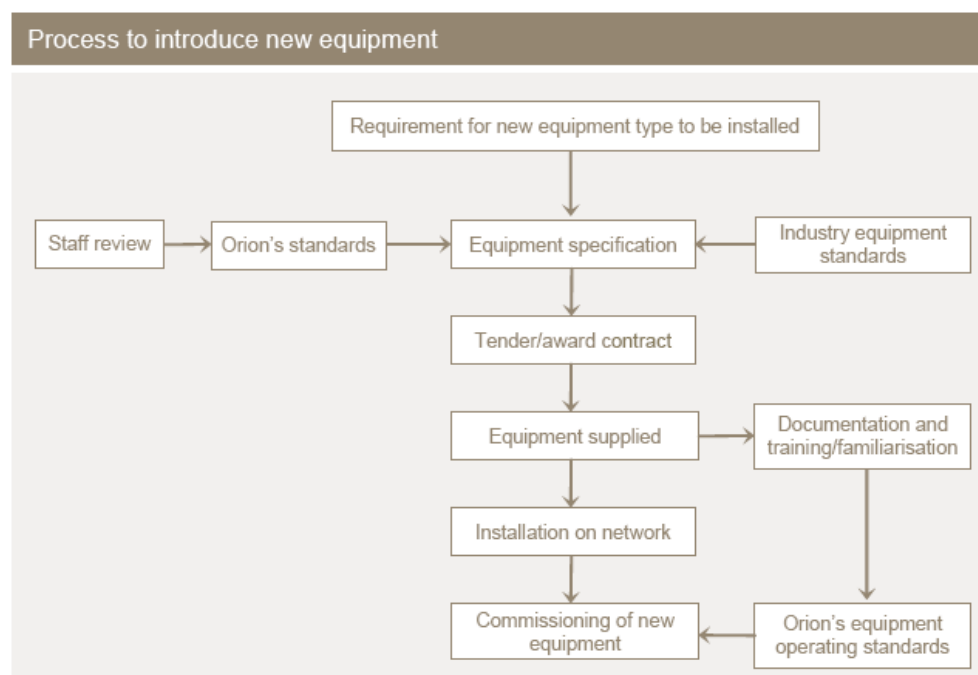 Process to introduce new equipment
Requirement for new equipment type to be installed
Staff review
Orion's standards
Equipment specification
Industry equipment
standards
Tender/award contract
Equipment supplied
Documentation and
training/familiarisation
Installation on network
Commissioning of new
equipment
Orion's equipment
operating standards